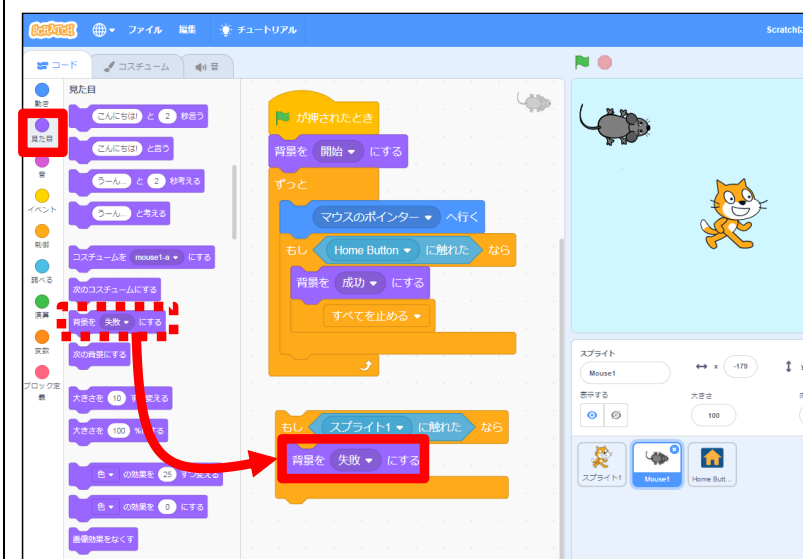 SCRATCH ファイル 編集 チュートリアル Scratchに
コード コスチューム 音
見た目
動き
見た目
音
イベント
制御
調べる
演算
変数
ブロック定義
こんにちは! と 2 秒言う
こんにちは! と言う
うーん... と 2 秒考える
うーん... と考える
コスチュームを mouse1-a にする
次のコスチュームにする
背景を 失敗 にする
次の背景にする
大きさを 10 ずつ変える
大きさを 100 %にする
色 の効果を 25 ずつ変える
色 の効果を 0 にする
画像効果をなくす
が押されたとき
背景を 開始 にする
ずっと
マウスのポインター へ行く
もし Home Button に触れた なら
背景を 成功 にする
すべてを止める
もし スプライト1 に触れた なら
背景を 失敗 にする
スプライト
Mouse1 x -179 y
表示する 大きさ
100
スプライト1 Mouse1 Home Butt...